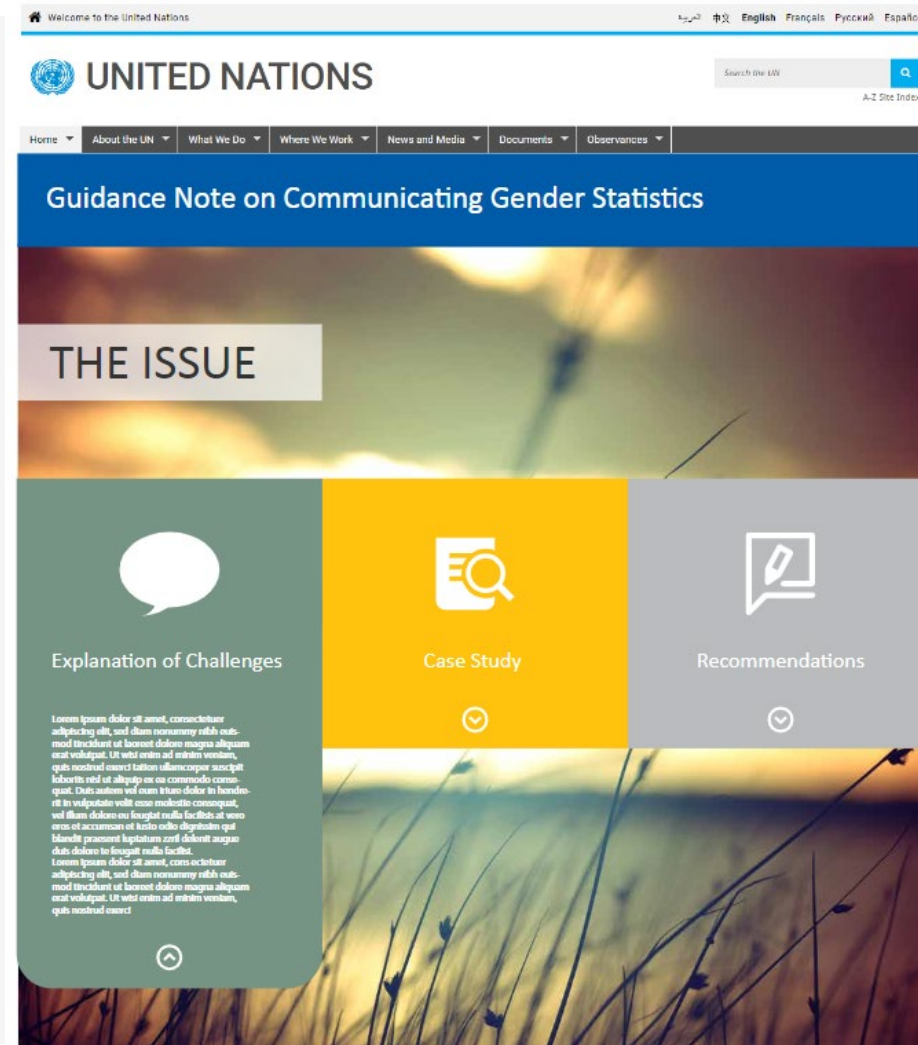 Welcome to the United Nations
العربية 中文 English Français Русский Español
UNITED NATIONS
Search the UN
A-Z Site Index
Home About the UN What We Do Where We Work News and Media Documents Observances
Guidance Note on Communicating Gender Statistics
THE ISSUE
Explanation of Challenges
Lorem ipsum dolor sit amet, consectetuer
adipiscing elit, sed diam nonummy nibh euis-
mod tincidunt ut laoreet dolore magna aliquam
erat volutpat. Ut wisi enim ad minim veniam,
quis nostrud exerci tation ullamcorper suscipit
lobortis nisl ut aliquip ex ea commodo conse-
quat. Duis autem vel eum iriure dolor in hendre-
rit in vulputate velit esse molestie consequat,
vel illum dolore eu feugiat nulla facilisis at vero
eros et accumsan et iusto odio dignissim qui
blandit praesent luptatum zzril delenit augue
duis dolore te feugait nulla facilisi.
Lorem ipsum dolor sit amet, cons ectetuer
adipiscing elit, sed diam nonummy nibh euis-
mod tincidunt ut laoreet dolore magna aliquam
erat volutpat. Ut wisi enim ad minim veniam,
quis nostrud exerci
Case Study
Recommendations